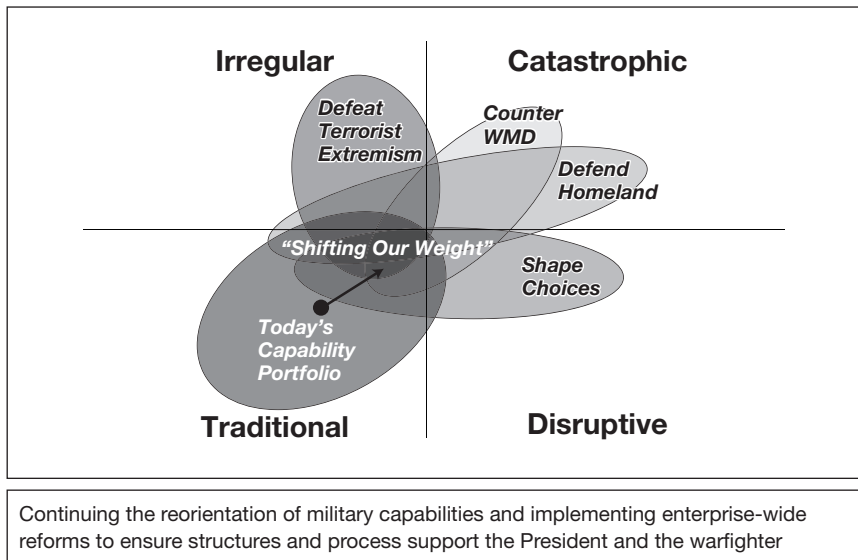 Irregular
Catastrophic
Defeat
Terrorist
Extremism
Counter
WMD
Defend
Homeland
“Shifting Our Weight”
Shape
Choices
Today’s
Capability
Portfolio
Traditional
Disruptive
Continuing the reorientation of military capabilities and implementing enterprise-wide
reforms to ensure structures and process support the President and the warfighter